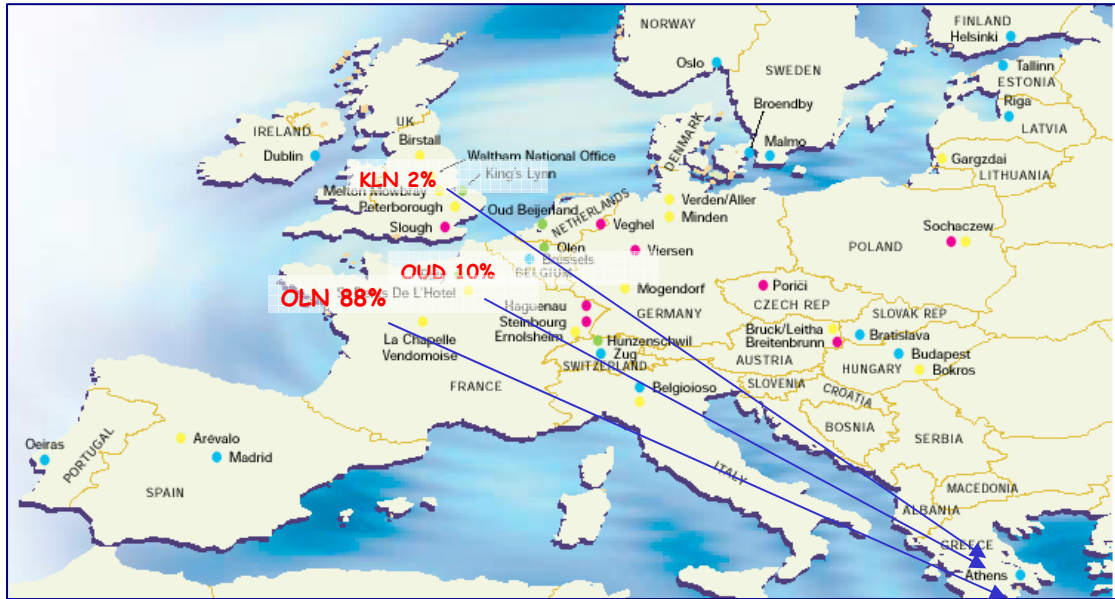 NORWAY
FINLAND
Helsinki
Oslo
SWEDEN
Tallinn
ESTONIA
Broendby
Riga
LATVIA
UK
IRELAND
Birstall
DENMARK
Malmo
Dublin
Waltham National Office
Gargzdai
LITHUANIA
KLN 2%
King's Lynn
Melton Mowbray
Peterborough
Oud Beijerland
NETHERLANDS
Verden/Aller
Minden
Slough
Veghel
Sochaczew
Olen
Viersen
POLAND
Brussels
OUD 10%
BELGIUM
OLN 88%
De L'Hotel
Mogendorf
Porici
CZECH REP
Haguenau
GERMANY
SLOVAK REP
Steinbourg
Ernolsheim
Bruck/Leitha
Breitenbrunn
Bratislava
La Chapelle
Vendomoise
Hunzenschwil
Zug
SWITZERLAND
AUSTRIA
Budapest
HUNGARY
Bokros
FRANCE
Belgioioso
SLOVENIA
CROATIA
BOSNIA
SERBIA
Oeiras
PORTUGAL
Arévalo
Madrid
ITALY
SPAIN
MACEDONIA
ALBANIA
GREECE
Athens